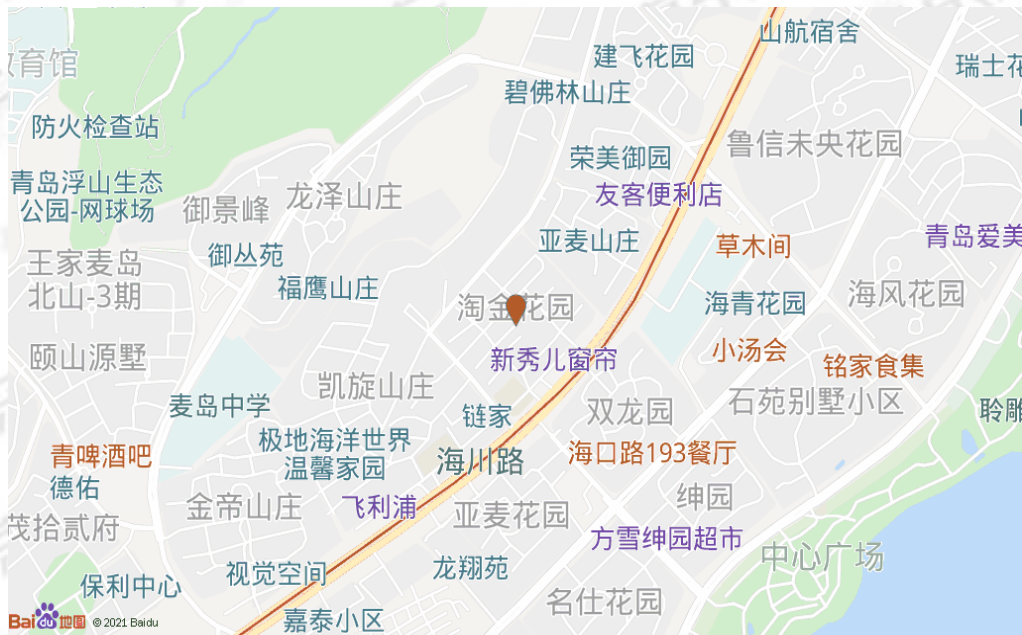 山航宿舍
建飞花园
教育馆
瑞士花
碧佛林山庄
防火检查站
鲁信未央花园
荣美御园
青岛浮山生态
公园-网球场
龙泽山庄
友客便利店
御景峰
青岛爱美
亚麦山庄
草木间
御丛苑
王家麦岛
北山-3期
福鹰山庄
海风花园
淘金花园
海青花园
小汤会
颐山源墅
新秀儿窗帘
铭家食集
凯旋山庄
石苑别墅小区
麦岛中学
链家
双龙园
聆雕
极地海洋世界
温馨家园
青啤酒吧
海川路
海口路193餐厅
德佑
金帝山庄
飞利浦
绅园
茂拾贰府
亚麦花园
方雪绅园超市
中心广场
视觉空间
龙翔苑
保利中心
名仕花园
嘉泰小区
Bai du 地图 © 2021 Baidu